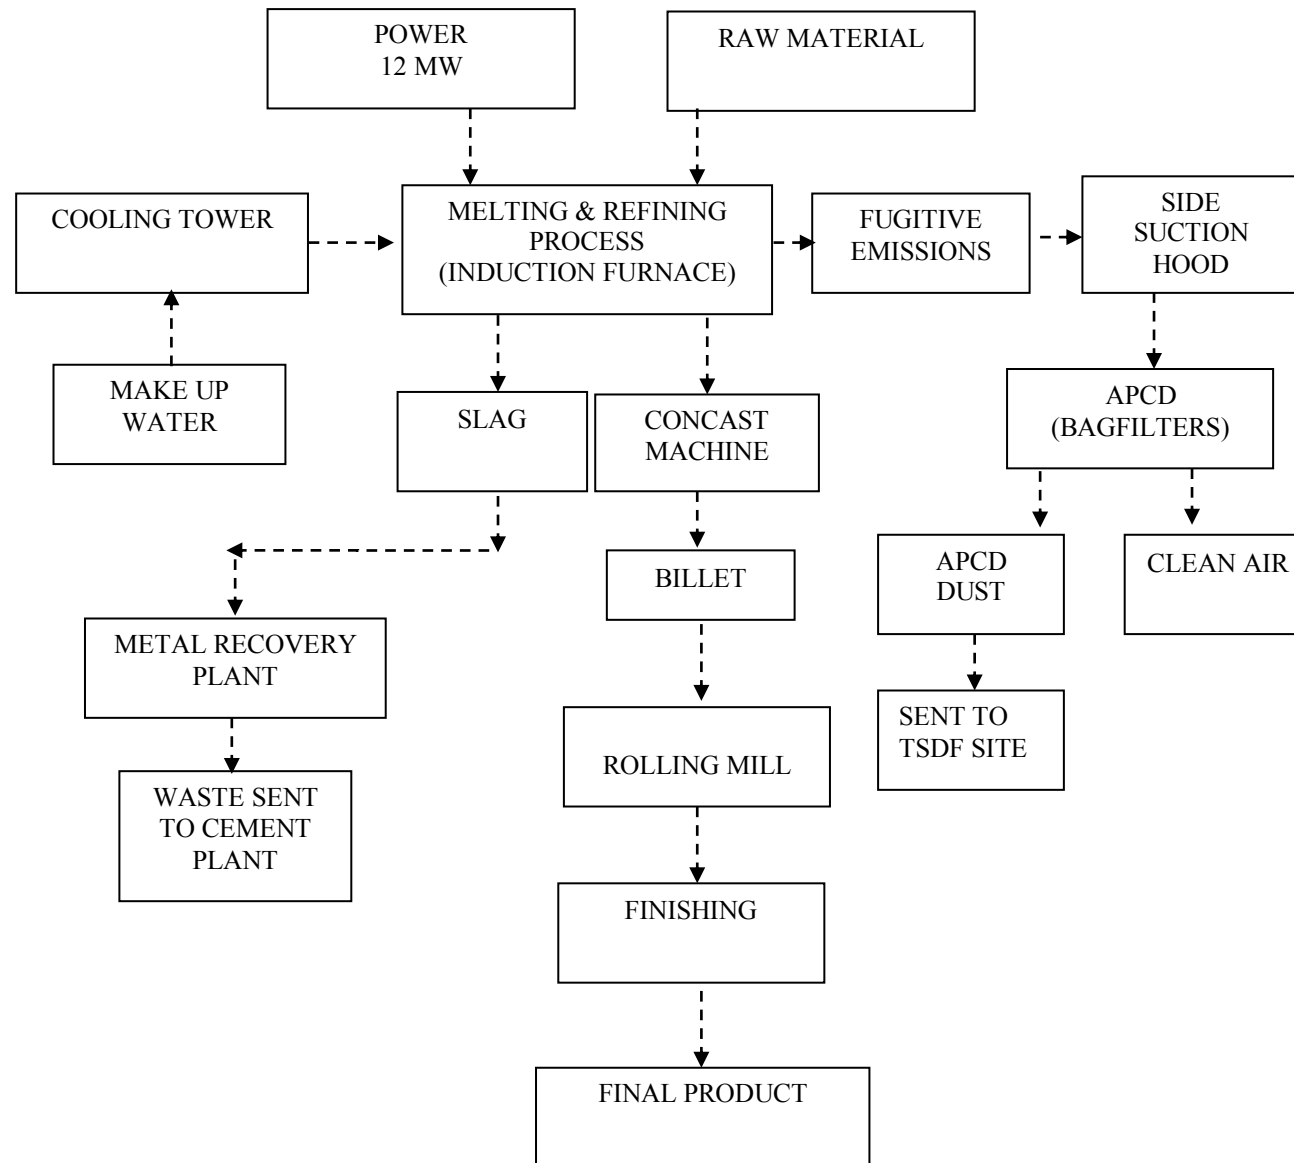 POWER
12 MW
RAW MATERIAL
COOLING TOWER
MELTING & REFINING
PROCESS
(INDUCTION FURNACE)
FUGITIVE
EMISSIONS
SIDE
SUCTION
HOOD
MAKE UP
WATER
SLAG
CONCAST
MACHINE
APCD
(BAGFILTERS)
BILLET
APCD
DUST
CLEAN AIR
METAL RECOVERY
PLANT
SENT TO
TSDF SITE
ROLLING MILL
WASTE SENT
TO CEMENT
PLANT
FINISHING
FINAL PRODUCT